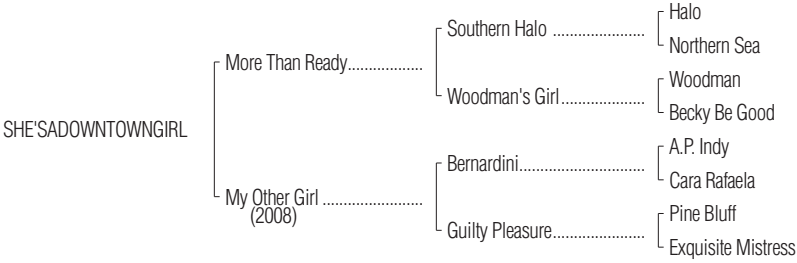 Halo
Southern Halo .......................
Northern Sea
More Than Ready..................
Woodman
Woodman's Girl.....................
Becky Be Good
SHE'SADOWNTOWNGIRL
A.P. Indy
Bernardini...............................
Cara Rafaela
My Other Girl ........................
(2008)
Pine Bluff
Guilty Pleasure.......................
Exquisite Mistress